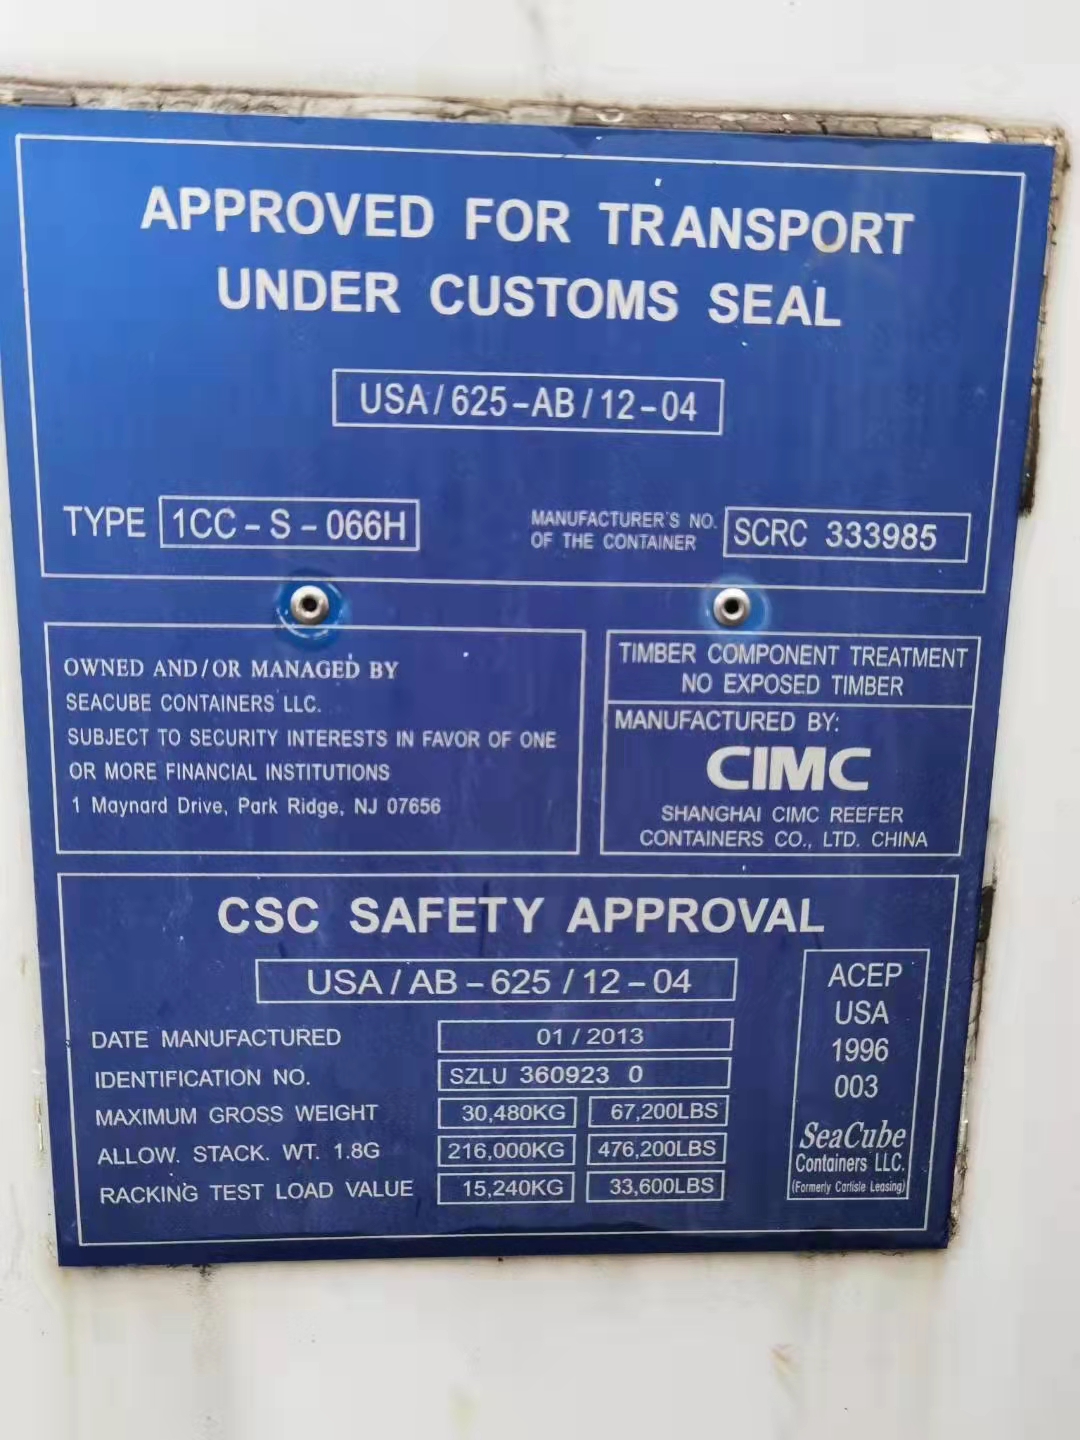 APPROVED FOR TRANSPORT
UNDER CUSTOMS SEAL
USA/625-AB/12-04
TYPE 1CC-S-066H
MANUFACTURER'S NO.
OF THE CONTAINER
SCRC 333985
OWNED AND/OR MANAGED BY
SEACUBE CONTAINERS LLC.
SUBJECT TO SECURITY INTERESTS IN FAVOR OF ONE
OR MORE FINANCIAL INSTITUTIONS
1 Maynard Drive, Park Ridge, NJ 07656
TIMBER COMPONENT TREATMENT
NO EXPOSED TIMBER
MANUFACTURED BY:
CIMC
SHANGHAI CIMC REEFER
CONTAINERS CO., LTD. CHINA
CSC SAFETY APPROVAL
USA/AB-625/12-04
DATE MANUFACTURED 01/2013
IDENTIFICATION NO. SZLU 360923 0
MAXIMUM GROSS WEIGHT 30,480KG 67,200LBS
ALLOW. STACK. WT. 1.8G 216,000KG 476,200LBS
RACKING TEST LOAD VALUE 15,240KG 33,600LBS
ACEP
USA
1996
003
SeaCube
Containers LLC.
(Formerly Carlisle Leasing)